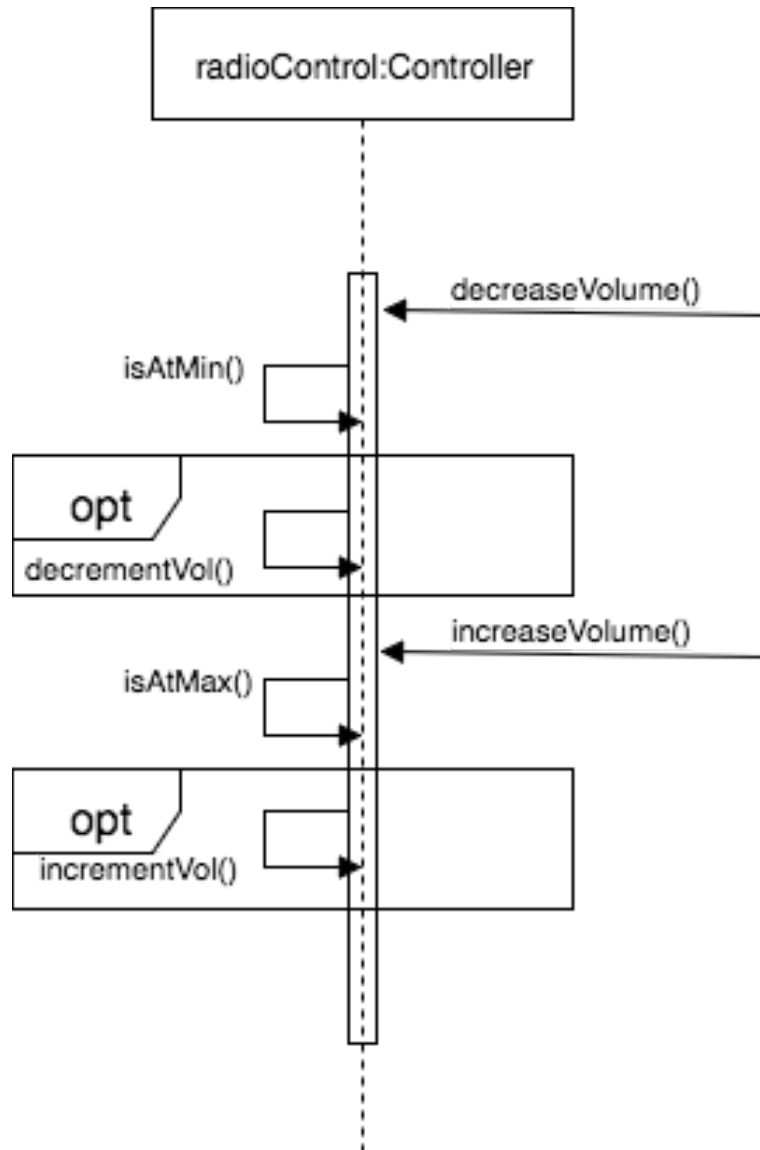 radioControl:Controller
decreaseVolume()
isAtMin()
opt
decrementVol()
increaseVolume()
isAtMax()
opt
incrementVol()